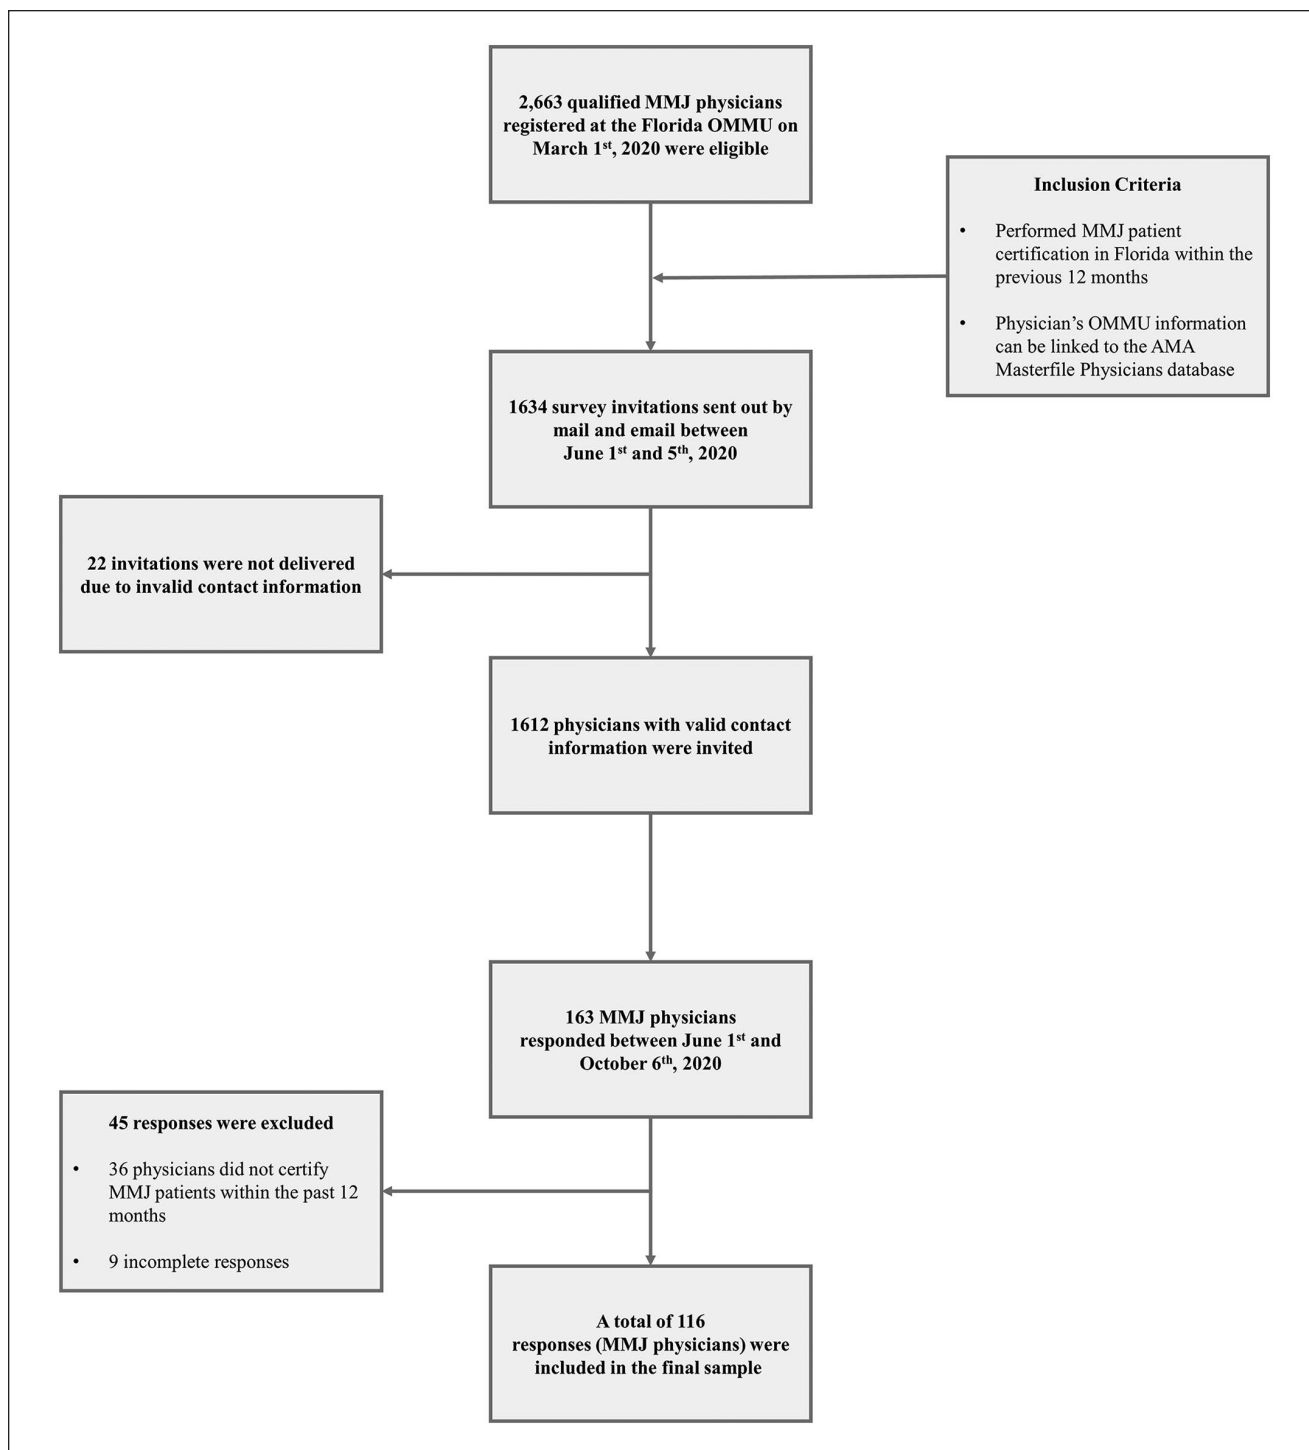 2,663 qualified MMJ physicians
registered at the Florida OMMU on
March 1st, 2020 were eligible
Inclusion Criteria
• Performed MMJ patient
certification in Florida within the
previous 12 months
• Physician’s OMMU information
can be linked to the AMA
Masterfile Physicians database
1634 survey invitations sent out by
mail and email between
June 1st and 5th, 2020
22 invitations were not delivered
due to invalid contact information
1612 physicians with valid contact
information were invited
163 MMJ physicians
responded between June 1st and
October 6th, 2020
45 responses were excluded
• 36 physicians did not certify
MMJ patients within the past 12
months
• 9 incomplete responses
A total of 116
responses (MMJ physicians) were
included in the final sample